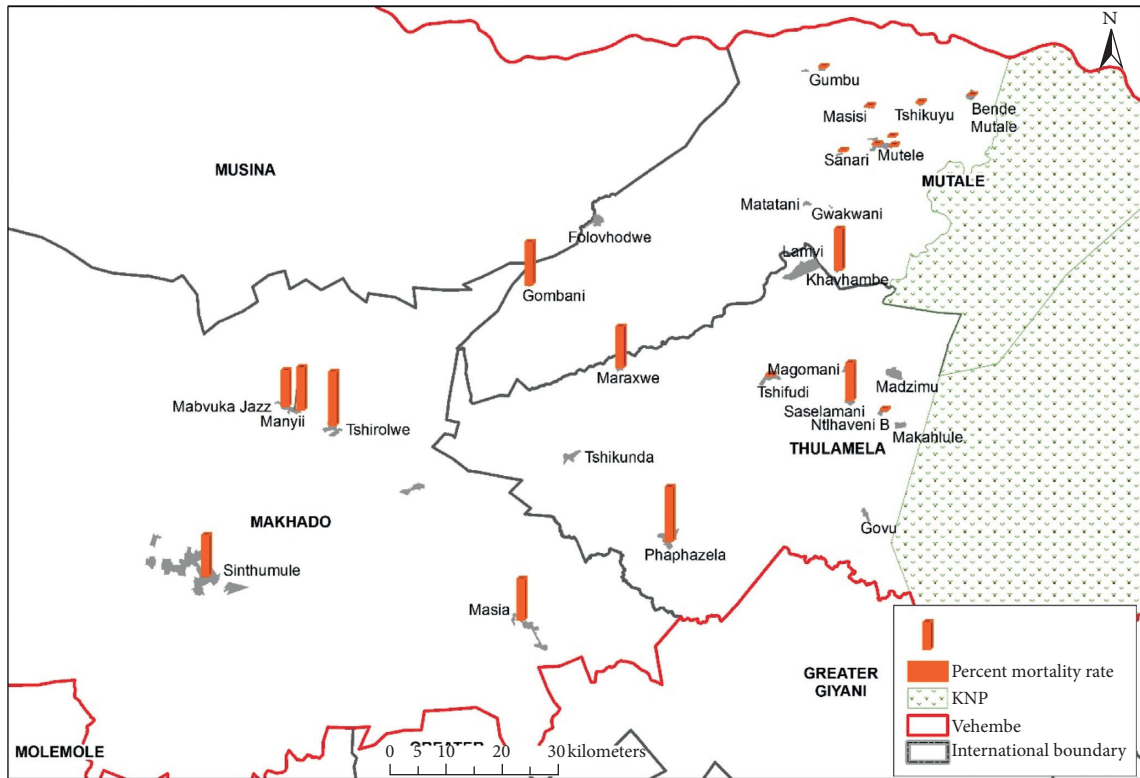 N
Gumbu
Masisi
Tshikuyu
Bende
Mutale
Sanari
Mutele
MUSINA
MUTALE
Matatani
Gwakwani
Folovhodwe
Lamvi
Khavhambe
Gombani
Maraxwe
Magomani
Tshifudi
Madzimu
Mabvuka Jazz
Manyii
Tshirolwe
Saselamani
Ntlhaveni B
Makahlule
THULAMELA
Tshikunda
MAKHADO
Govu
Phaphazela
Sinthumule
Masia
GREATER
GIYANI
Percent mortality rate
KNP
Vehembe
International boundary
MOLEMOLE
GREATER
0 5 10 20 30 kilometers